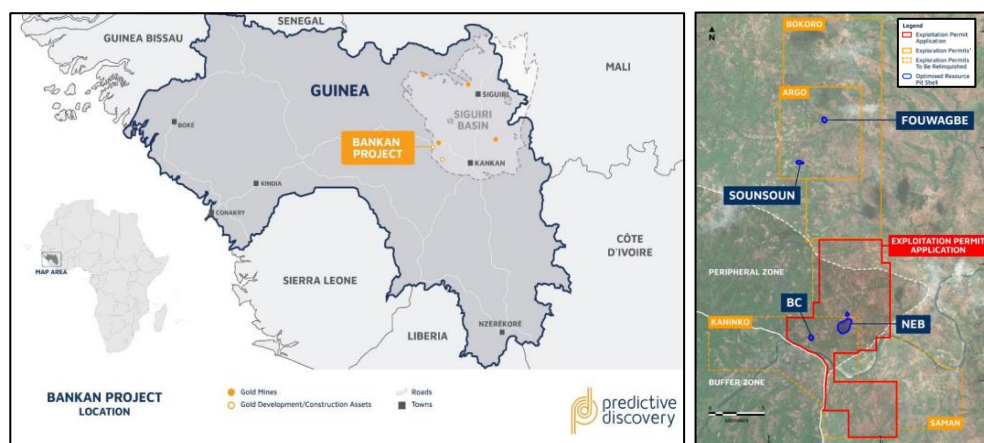 SENEGAL
GUINEA BISSAU
MALI
GUINEA
SIGUIRI
SIGUIRI
BASIN
BOKÉ
BANKAN
PROJECT
KANKAN
KINDIA
CONAKRY
CÔTE
D'IVOIRE
MAP AREA
SIERRA LEONE
LIBERIA
NZÉRÉKORÉ
BANKAN PROJECT
LOCATION
Gold Mines
Gold Development/Construction Assets
Roads
Towns
predictive
discovery
N
BOKORO
Legend
Exploitation Permit
Application
Exploration Permits'
Exploration Permits
To Be Relinquished
Optimised Resource
Pit Shell
ARGO
FOUWAGBE
SOUNSOUN
EXPLOITATION PERMIT
APPLICATION
PERIPHERAL ZONE
BC
NEB
KANINKO
BUFFER ZONE
SAMAN